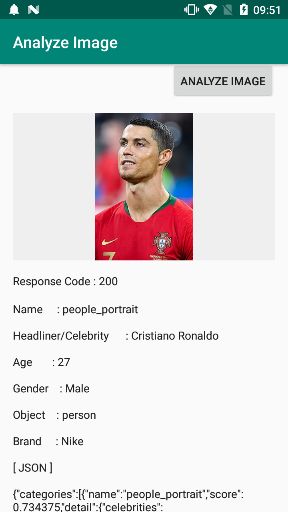 09:51
Analyze Image
ANALYZE IMAGE
7
Response Code : 200
Name : people_portrait
Headliner/Celebrity : Cristiano Ronaldo
Age : 27
Gender : Male
Object : person
Brand : Nike
[ JSON ]
{"categories":[{"name":"people_portrait","score":
0.734375,"detail":{"celebrities":